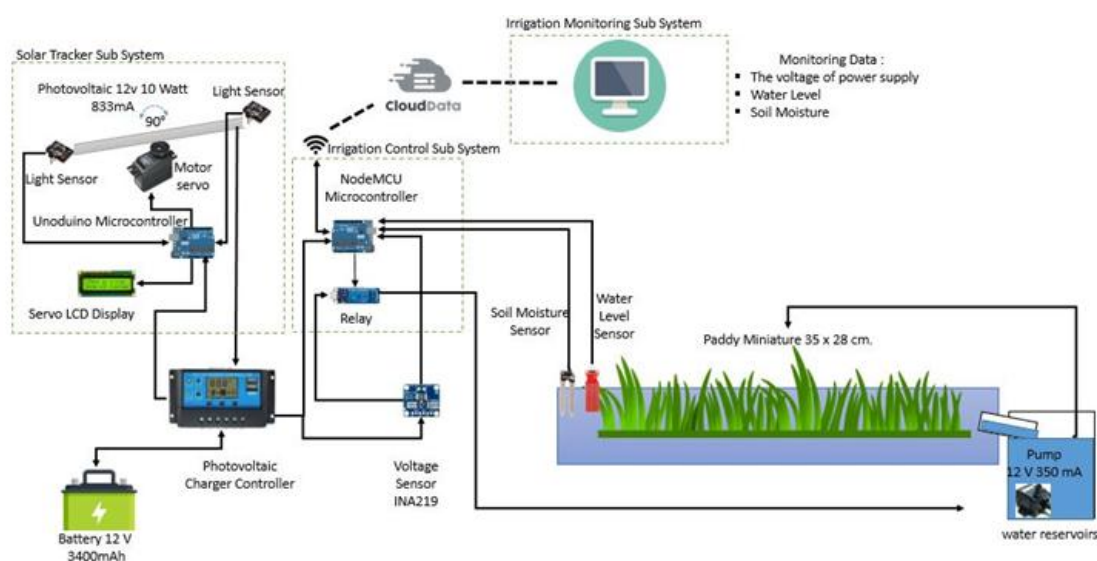 Irrigation Monitoring Sub System
Solar Tracker Sub System
Photovoltaic 12v 10 Watt
833mA
90°
Light Sensor
Light Sensor
Motor
servo
Unoduino Microcontroller
Servo LCD Display
CloudData
Monitoring Data :
▪ The voltage of power supply
▪ Water Level
▪ Soil Moisture
Irrigation Control Sub System
NodeMCU
Microcontroller
Relay
Soil Moisture
Sensor
Water
Level
Sensor
Paddy Miniature 35 x 28 cm.
Photovoltaic
Charger Controller
Voltage
Sensor
INA219
Pump
12 V 350 mA
water reservoirs
Battery 12 V
3400mAh